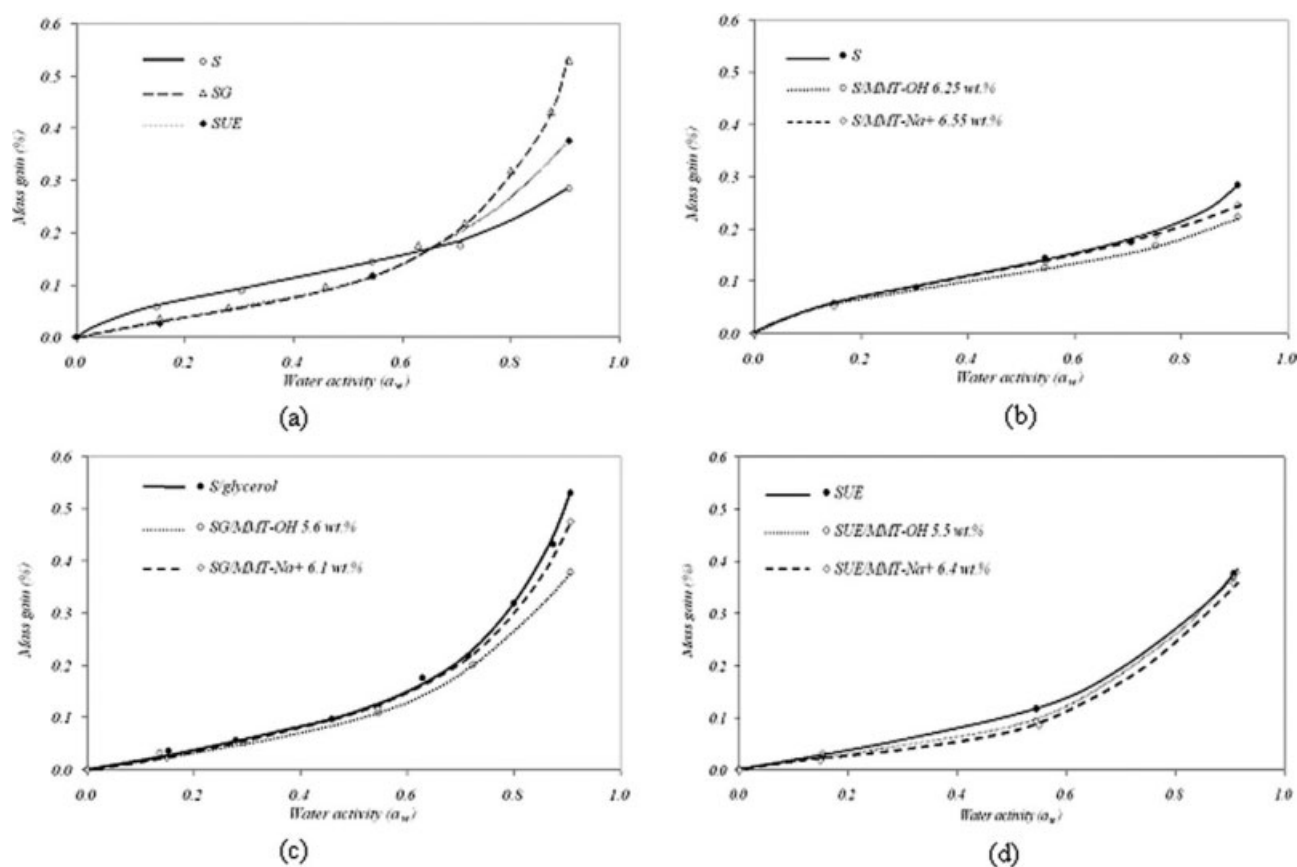 0.6
0.5
0.4
0.3
0.2
0.1
0.0
Mass gain (%)
S
SG
SUE
0.0 0.2 0.4 0.6 0.8 1.0
Water activity (aw)
(a)
0.6
0.5
0.4
0.3
0.2
0.1
0.0
Mass gain (%)
S
S/MMT-OH 6.25 wt.%
S/MMT-Na+ 6.55 wt.%
0.0 0.2 0.4 0.6 0.8 1.0
Water activity (aw)
(b)
0.6
0.5
0.4
0.3
0.2
0.1
0.0
Mass gain (%)
S/glycerol
SG/MMT-OH 5.6 wt.%
SG/MMT-Na+ 6.1 wt.%
0.0 0.2 0.4 0.6 0.8 1.0
Water activity (aw)
(c)
0.6
0.5
0.4
0.3
0.2
0.1
0.0
Mass gain (%)
SUE
SUE/MMT-OH 5.5 wt.%
SUE/MMT-Na+ 6.4 wt.%
0.0 0.2 0.4 0.6 0.8 1.0
Water activity (aw)
(d)